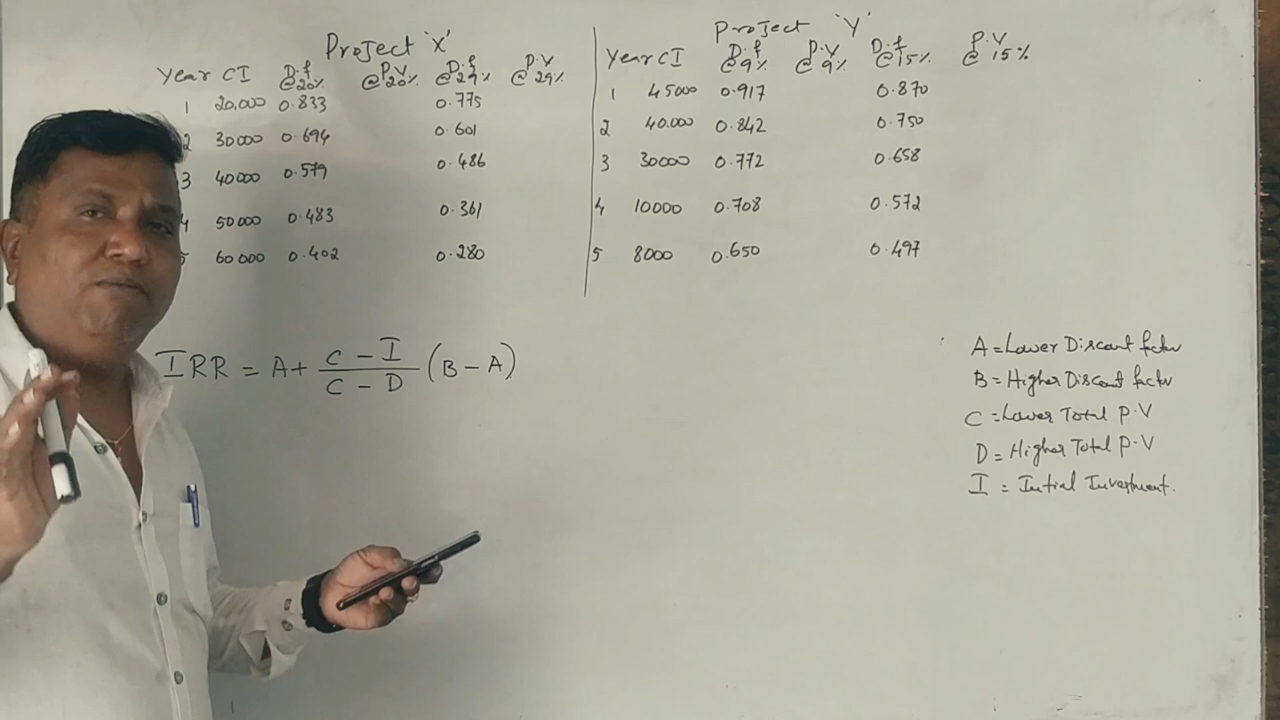 Project 'X'
Year CI D.f @20% P.V @20% D.f @29% P.V @29%
1 20,000 0.833 0.775
2 30000 0.694 0.601
3 40000 0.579 0.486
4 50000 0.483 0.361
5 60000 0.402 0.280
Project 'Y'
Year CI D.f @9% P.V @9% D.f @15% P.V @15%
1 45000 0.917 0.870
2 40.000 0.842 0.750
3 30000 0.772 0.658
4 10000 0.708 0.572
5 8000 0.650 0.497
IRR = A + C - I / C - D (B - A)
A = Lower Discount factor
B = Higher Discount factor
C = Lower Total P.V
D = Higher Total P.V
I = Initial Investment.